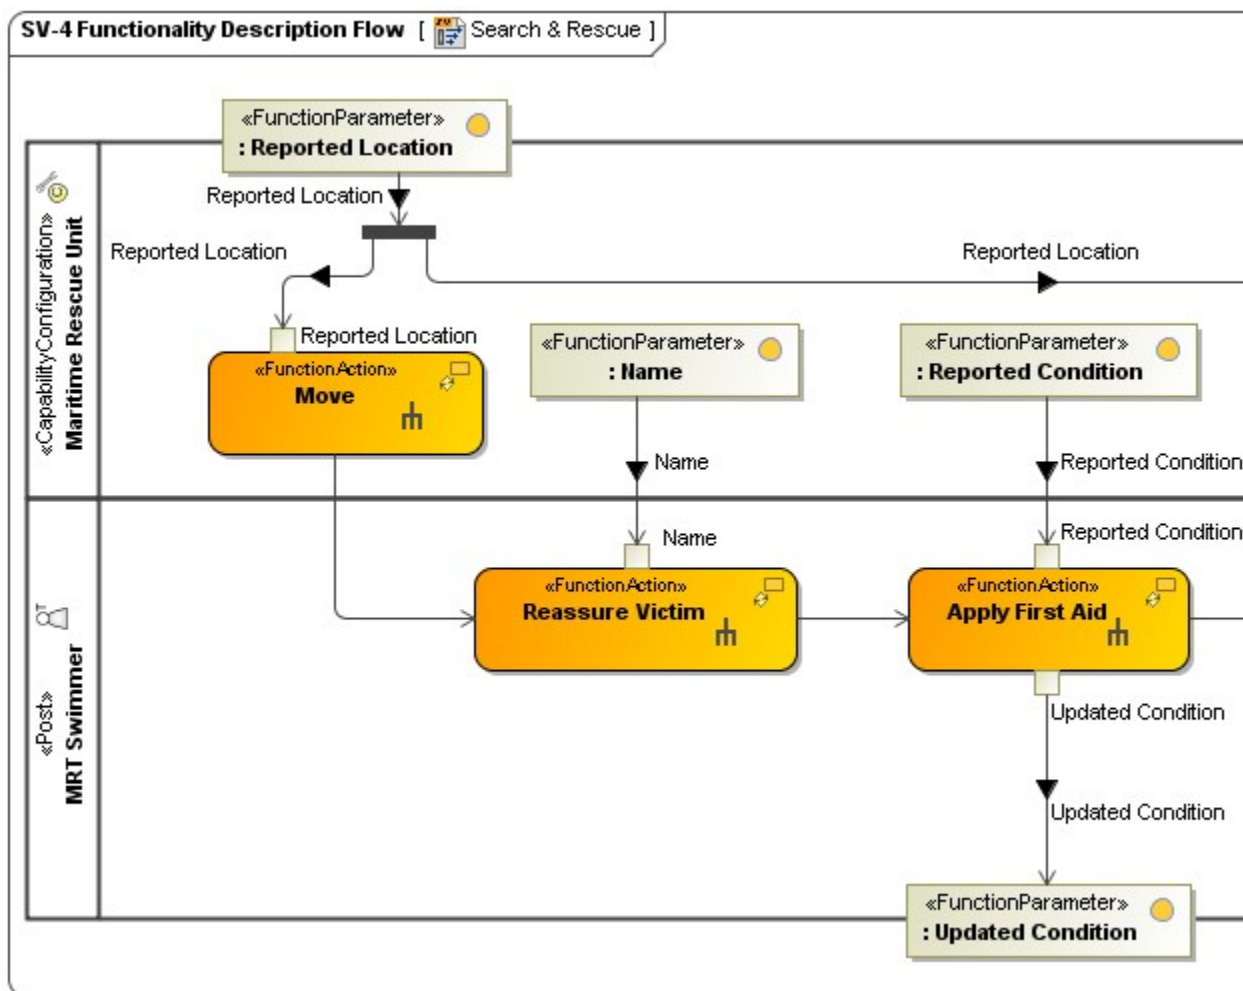 SV-4 Functionality Description Flow [ Search & Rescue ]
«FunctionParameter»
: Reported Location
Reported Location
Reported Location
Reported Location
«CapabilityConfiguration»
Maritime Rescue Unit
Reported Location
«FunctionAction»
Move
«FunctionParameter»
: Name
«FunctionParameter»
: Reported Condition
Name
Reported Condition
«Post»
MRT Swimmer
Name
Reported Condition
«FunctionAction»
Reassure Victim
«FunctionAction»
Apply First Aid
Updated Condition
Updated Condition
«FunctionParameter»
: Updated Condition